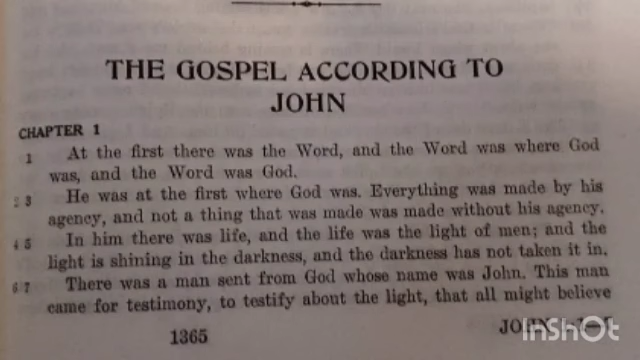 THE GOSPEL ACCORDING TO
JOHN
CHAPTER 1
1 At the first there was the Word, and the Word was where God
was, and the Word was God.
2 3 He was at the first where God was. Everything was made by his
agency, and not a thing that was made was made without his agency.
4 5 In him there was life, and the life was the light of men; and the
light is shining in the darkness, and the darkness has not taken it in.
6 7 There was a man sent from God whose name was John. This man
came for testimony, to testify about the light, that all might believe
1365
JOHN
InShOt